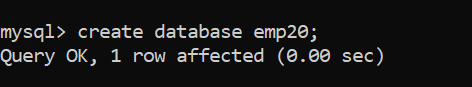 mysql> create database emp20;
Query OK, 1 row affected (0.00 sec)